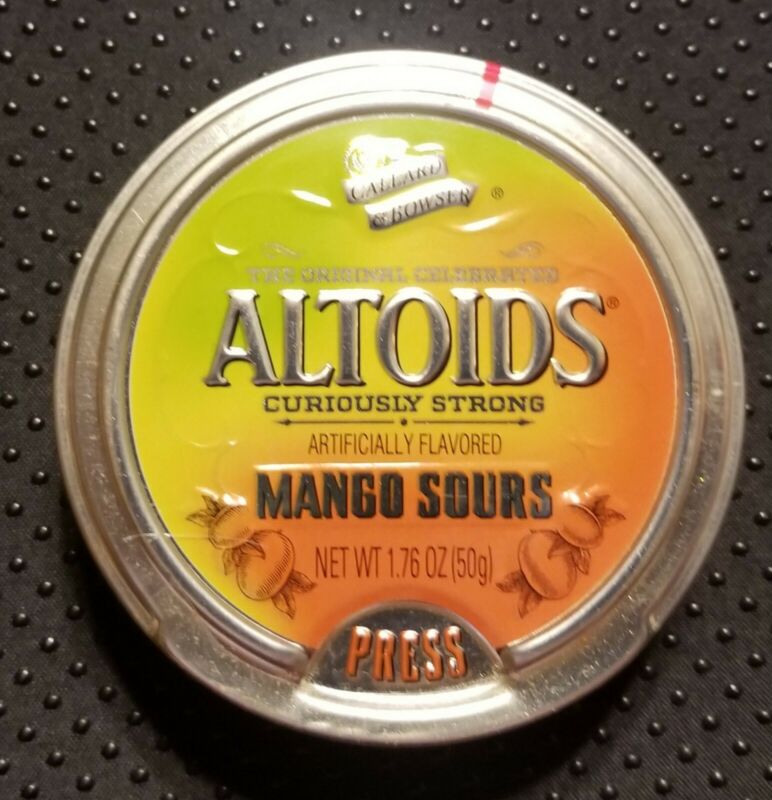 CALLARD
& BOWSER ®
THE ORIGINAL CELEBRATED
ALTOIDS®
CURIOUSLY STRONG
ARTIFICIALLY FLAVORED
MANGO SOURS
NET WT 1.76 OZ (50g)
PRESS